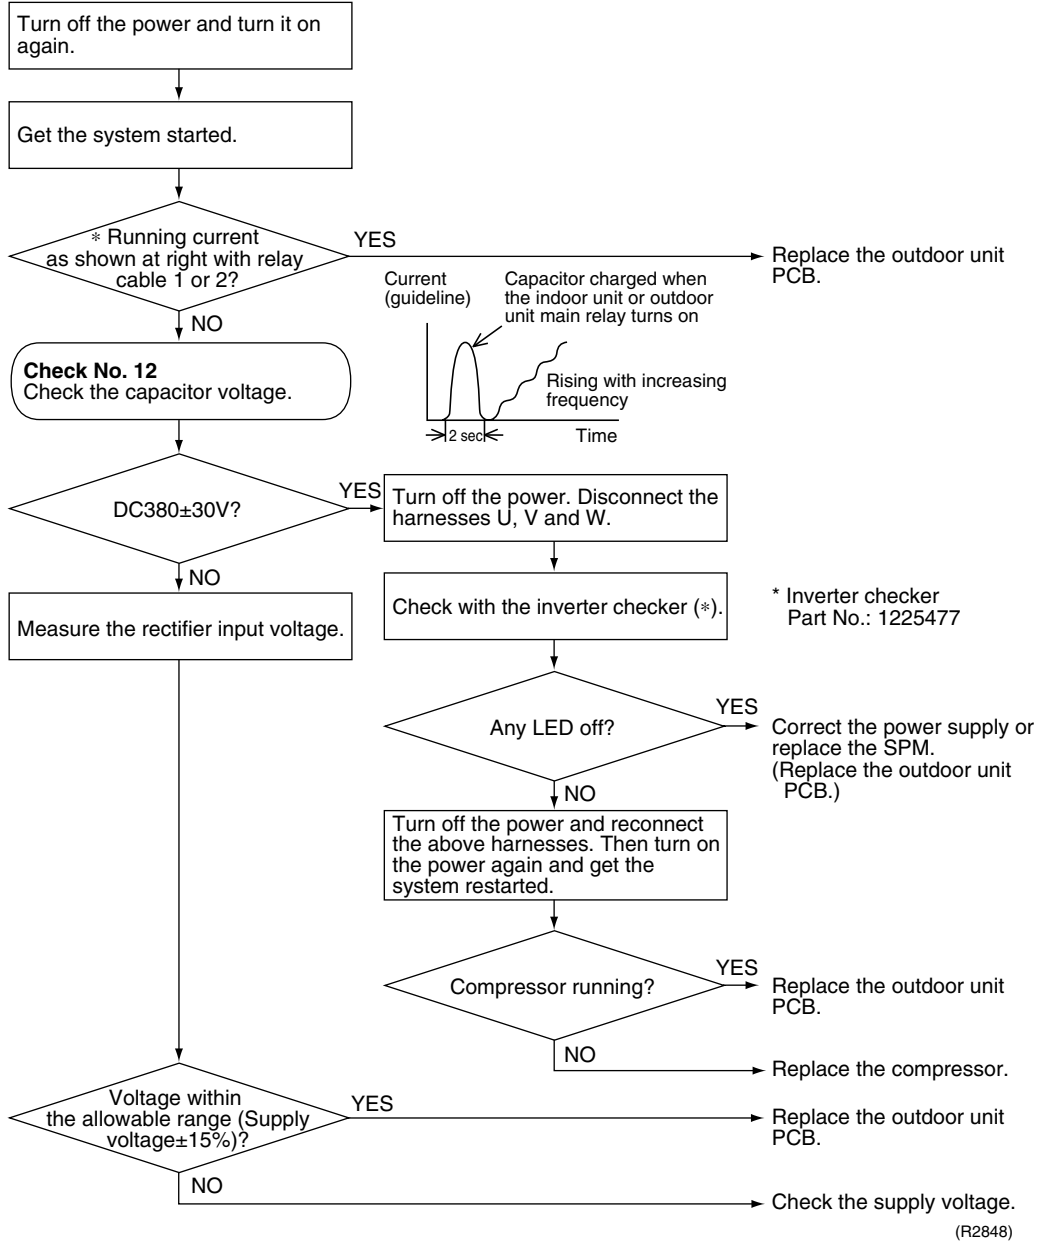 Turn off the power and turn it on
again.
Get the system started.
* Running current
as shown at right with relay
cable 1 or 2?
YES
Replace the outdoor unit
PCB.
NO
Current
(guideline)
Capacitor charged when
the indoor unit or outdoor
unit main relay turns on
Rising with increasing
frequency
2 sec
Time
Check No. 12
Check the capacitor voltage.
DC380±30V?
YES
Turn off the power. Disconnect the
harnesses U, V and W.
NO
Measure the rectifier input voltage.
Check with the inverter checker (*).
* Inverter checker
Part No.: 1225477
Any LED off?
YES
Correct the power supply or
replace the SPM.
(Replace the outdoor unit
PCB.)
NO
Turn off the power and reconnect
the above harnesses. Then turn on
the power again and get the
system restarted.
Compressor running?
YES
Replace the outdoor unit
PCB.
NO
Replace the compressor.
Voltage within
the allowable range (Supply
voltage±15%)?
YES
Replace the outdoor unit
PCB.
NO
Check the supply voltage.
(R2848)